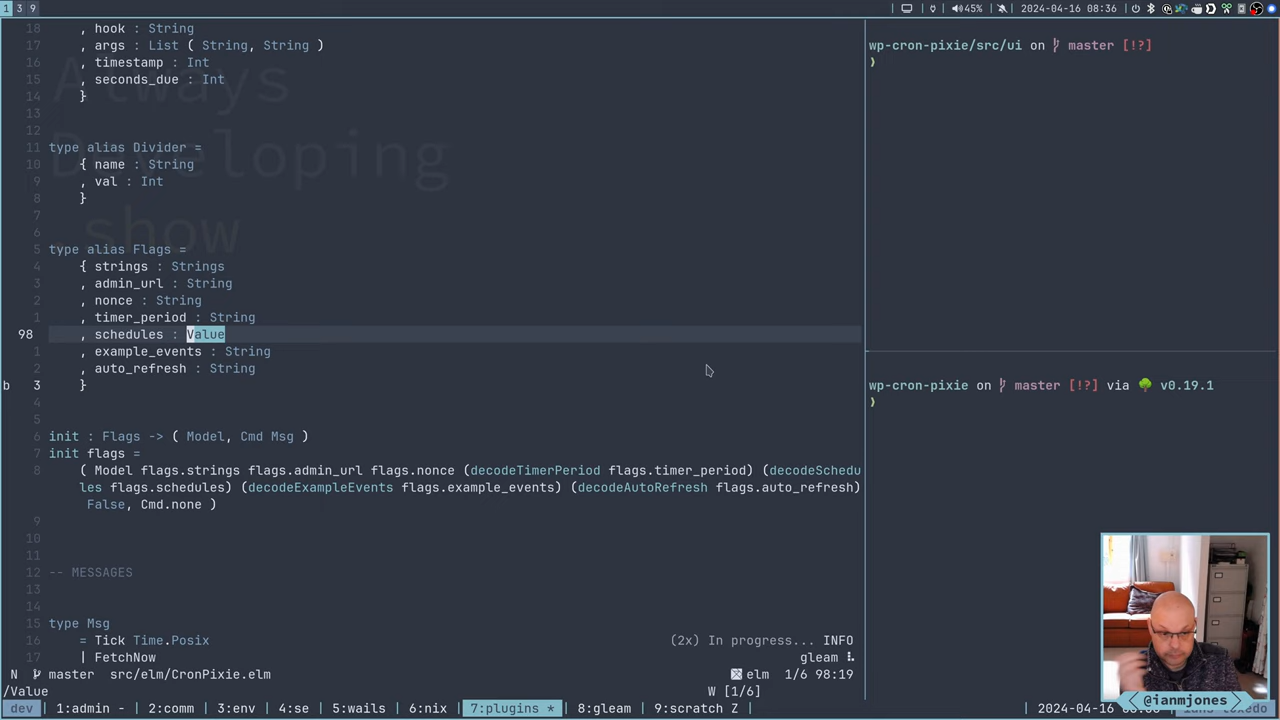 1 3 9
45%
2024-04-16 08:36
18 , hook : String
17 , args : List ( String, String )
16 , timestamp : Int
15 , seconds_due : Int
14 }
13
12
11 type alias Divider =
10 { name : String
9 , val : Int
8 }
7
6
5 type alias Flags =
4 { strings : Strings
3 , admin_url : String
2 , nonce : String
1 , timer_period : String
98 , schedules : Value
1 , example_events : String
2 , auto_refresh : String
b 3 }
4
5
6 init : Flags -> ( Model, Cmd Msg )
7 init flags =
8 ( Model flags.strings flags.admin_url flags.nonce (decodeTimerPeriod flags.timer_period) (decodeSchedu
les flags.schedules) (decodeExampleEvents flags.example_events) (decodeAutoRefresh flags.auto_refresh)
False, Cmd.none )
9
10
11
12 -- MESSAGES
13
14
15 type Msg
16 = Tick Time.Posix
17 | FetchNow
(2x) In progress... INFO
gleam
N master src/elm/CronPixie.elm
elm 1/6 98:19
/Value
W [1/6]
Always
Developing
show
wp-cron-pixie/src/ui on master [!?]
❯
wp-cron-pixie on master [!?] via v0.19.1
❯
dev 1:admin - 2:comm 3:env 4:se 5:wails 6:nix 7:plugins * 8:gleam 9:scratch Z
2024-04-16
@ianmjones